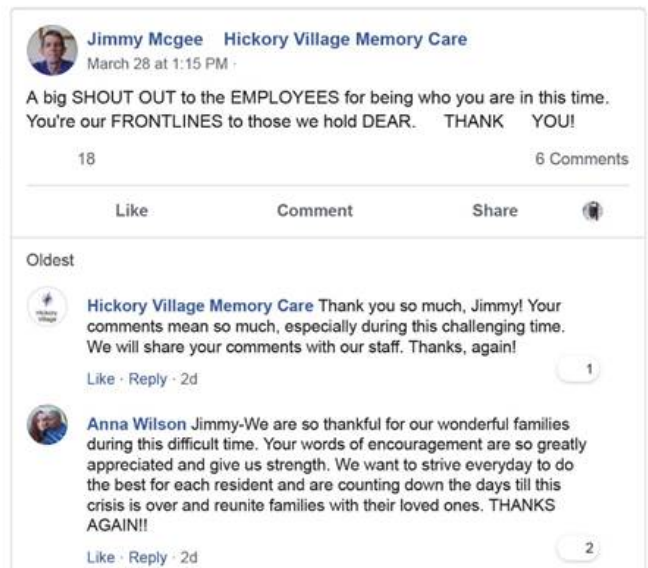 Jimmy Mcgee Hickory Village Memory Care
March 28 at 1:15 PM ·
A big SHOUT OUT to the EMPLOYEES for being who you are in this time.
You're our FRONTLINES to those we hold DEAR. THANK YOU!
18 6 Comments
Like Comment Share
Oldest
Hickory Village
Hickory Village Memory Care Thank you so much, Jimmy! Your
comments mean so much, especially during this challenging time.
We will share your comments with our staff. Thanks, again!
1
Like · Reply · 2d
Anna Wilson Jimmy-We are so thankful for our wonderful families
during this difficult time. Your words of encouragement are so greatly
appreciated and give us strength. We want to strive everyday to do
the best for each resident and are counting down the days till this
crisis is over and reunite families with their loved ones. THANKS
AGAIN!!
2
Like · Reply · 2d